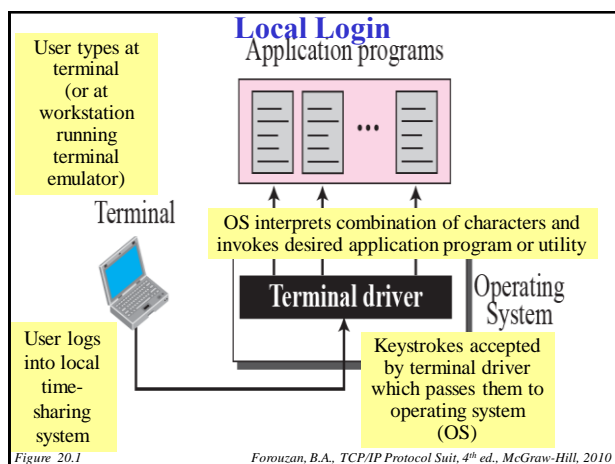 Local Login
User types at
terminal
(or at
workstation
running
terminal
emulator)
Application programs
...
Terminal
OS interprets combination of characters and
invokes desired application program or utility
Terminal driver
Operating
System
User logs
into local
time-
sharing
system
Keystrokes accepted
by terminal driver
which passes them to
operating system
(OS)
Figure 20.1
Forouzan, B.A., TCP/IP Protocol Suit, 4th ed., McGraw-Hill, 2010